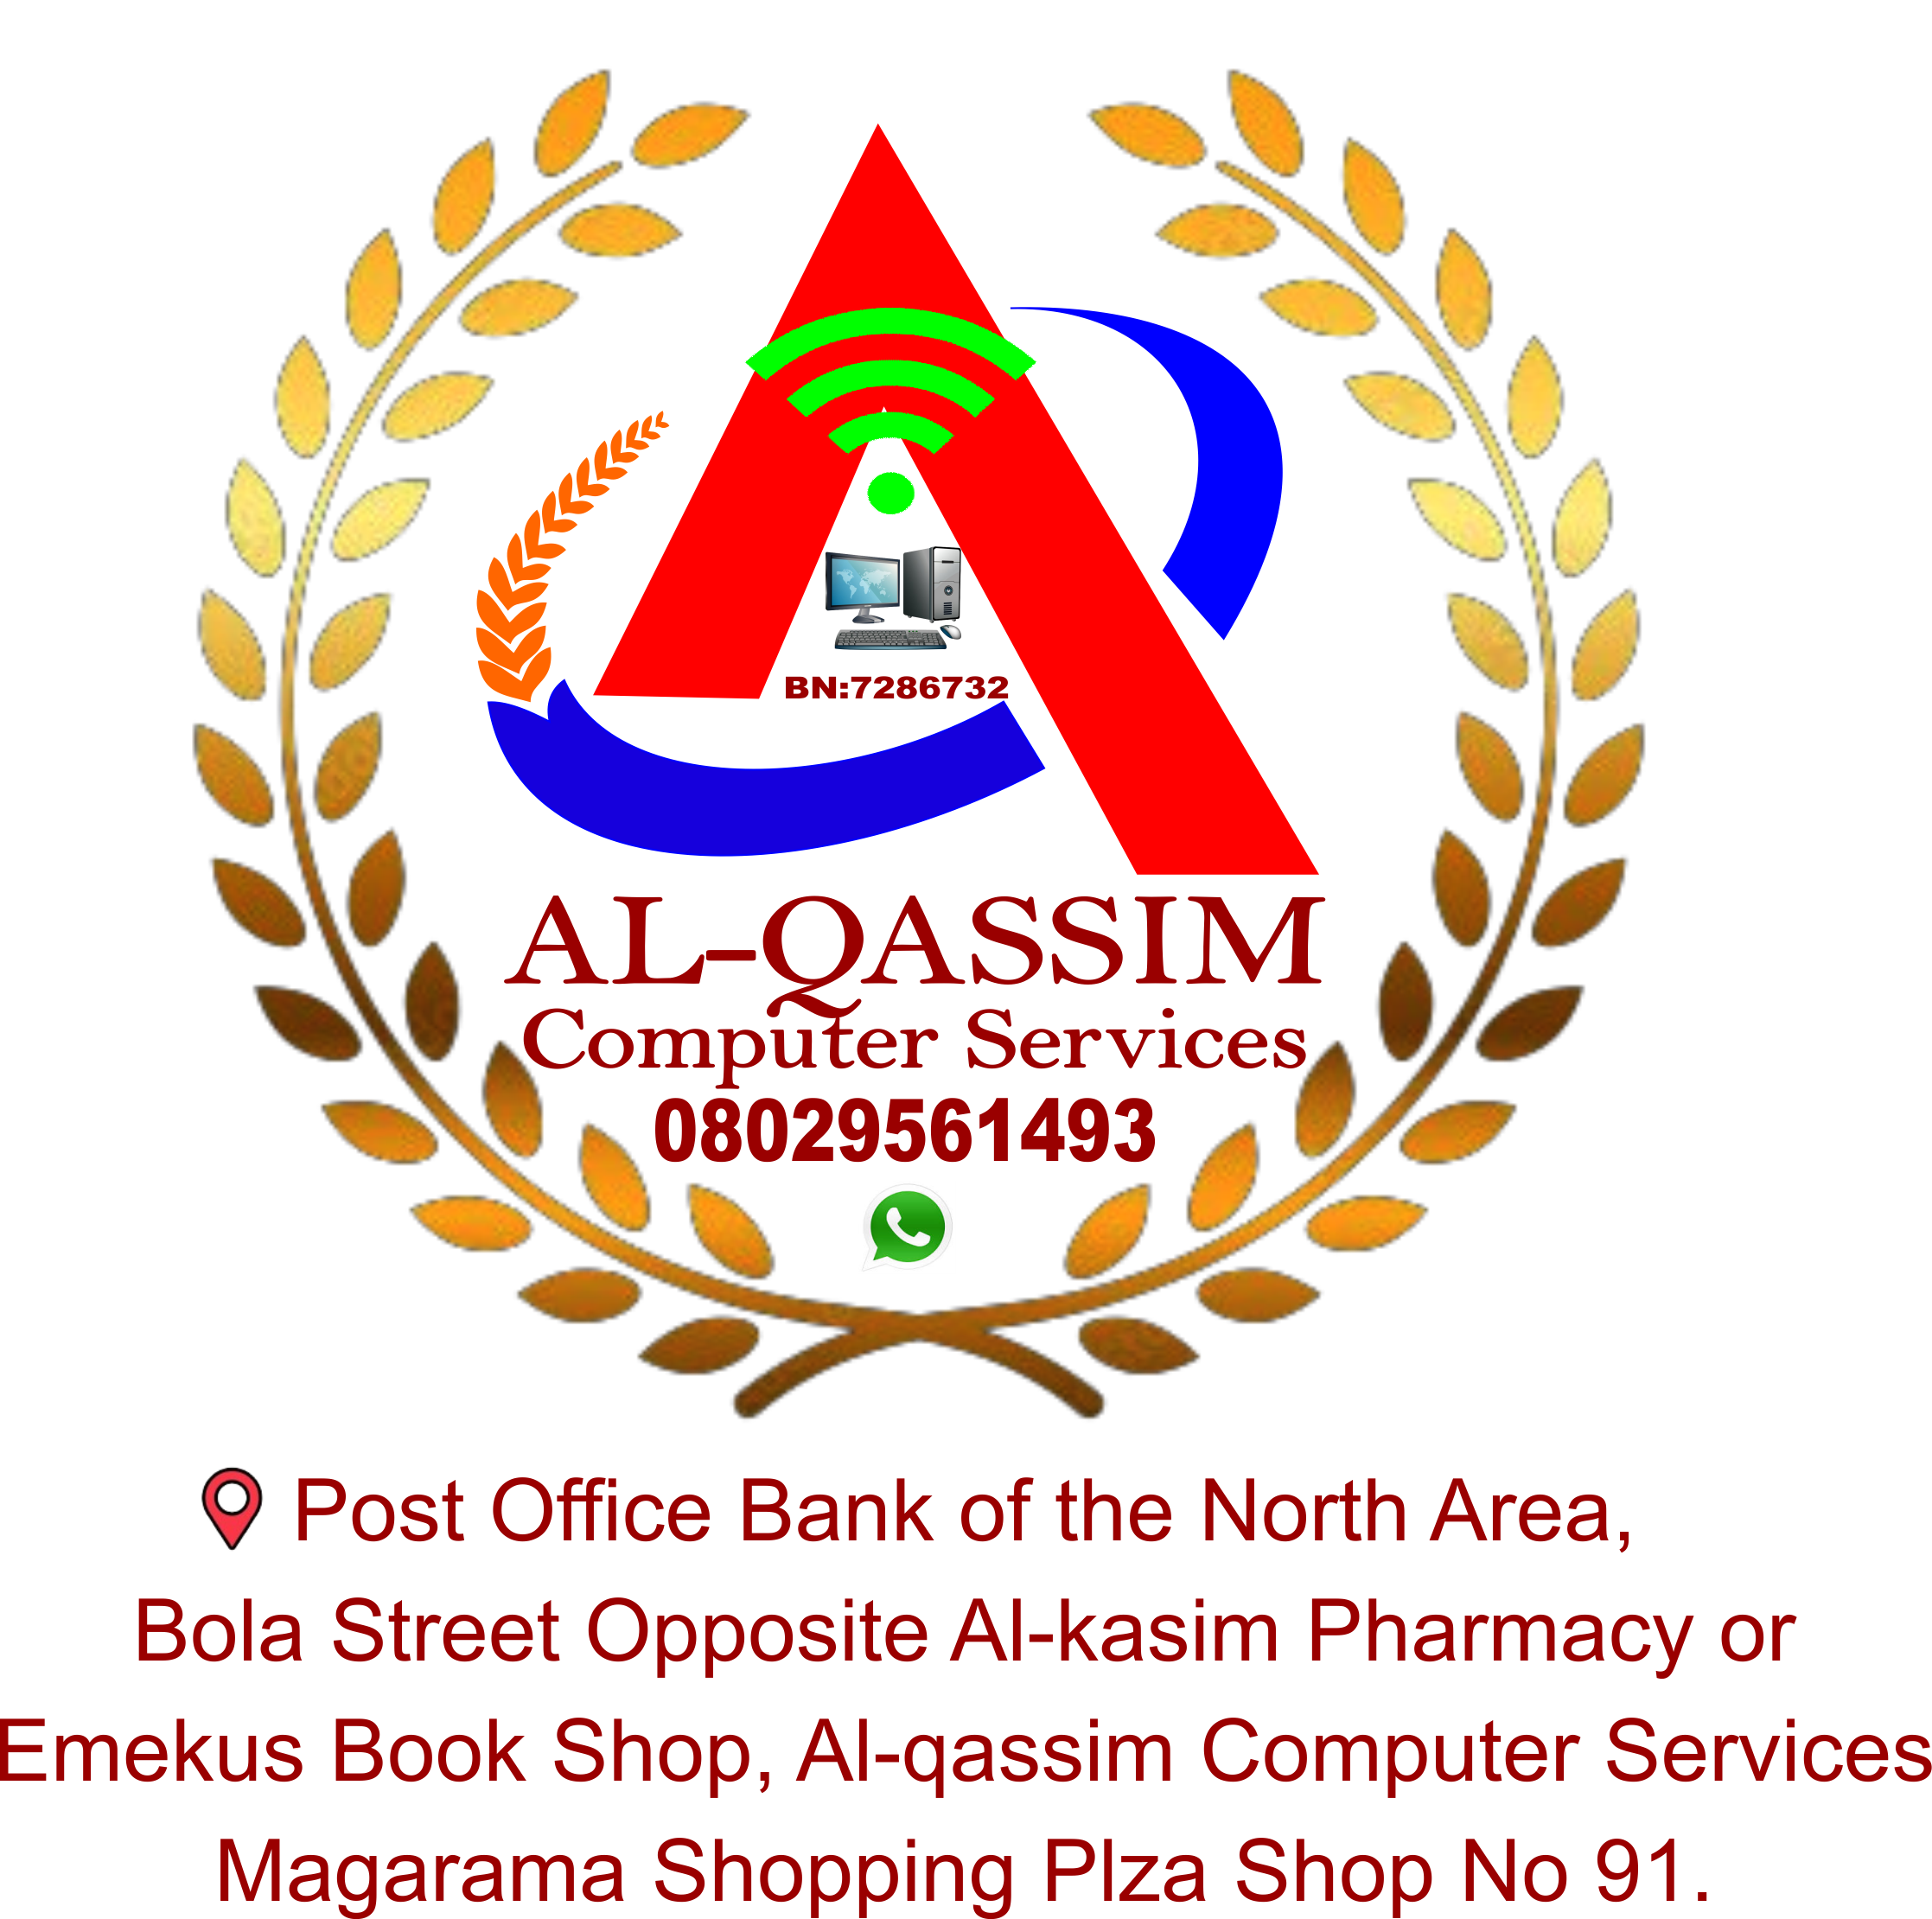 BN:7286732
AL-QASSIM
Computer Services
08029561493
Post Office Bank of the North Area,
Bola Street Opposite Al-kasim Pharmacy or
Emekus Book Shop, Al-qassim Computer Services
Magarama Shopping Plza Shop No 91.